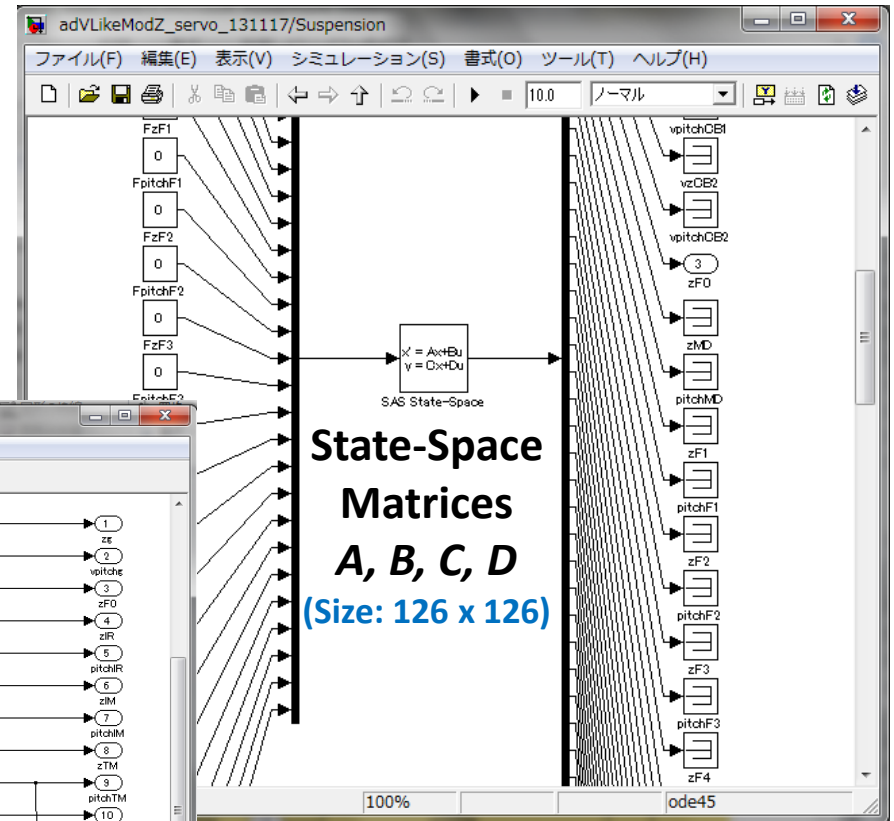 adVLikeModZ_servo_131117/Suspension
ファイル(F) 編集(E) 表示(V) シミュレーション(S) 書式(O) ツール(T) ヘルプ(H)
10.0 ノーマル
FzF1
0
FpitchF1
0
FzF2
0
FpitchF2
0
FzF3
0
FpitchF3
x' = Ax+Bu
y = Cx+Du
SAS State-Space
State-Space
Matrices
A, B, C, D
(Size: 126 x 126)
vpitchCB1
vzCB2
vpitchCB2
3
zF0
zMD
pitchMD
zF1
pitchF1
zF2
pitchF2
zF3
pitchF3
zF4
1
zg
2
vpitchg
3
zF0
4
zIR
5
pitchIR
6
zIM
7
pitchIM
8
zTM
9
pitchTM
10
100%
ode45